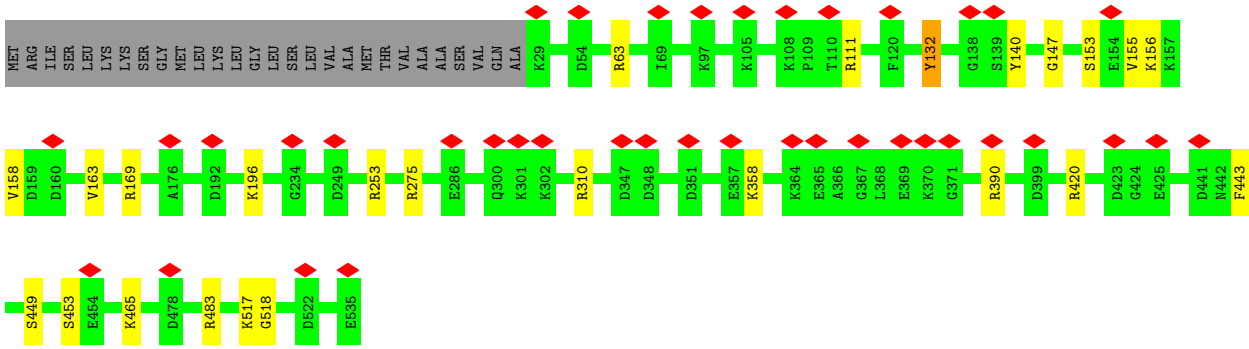 MET ARG ILE SER LEU LYS LYS SER GLY MET LEU LYS LEU GLY LEU SER LEU VAL ALA MET THR VAL ALA ALA SER VAL GLN ALA K29 D54 R63 I69 K97 K105 K108 P109 T110 R111 F120 Y132 G138 S139 Y140 G147 S153 E154 V155 K156 K157
V158 D159 D160 V163 R169 A176 D192 K196 G234 D249 R253 R275 E286 Q300 K301 K302 R310 D347 D348 D351 E357 K358 K364 E365 A366 G367 L368 E369 K370 G371 R390 D399 R420 D423 G424 E425 D441 N442 F443
S449 S453 E454 K465 D478 R483 K517 G518 D522 E535